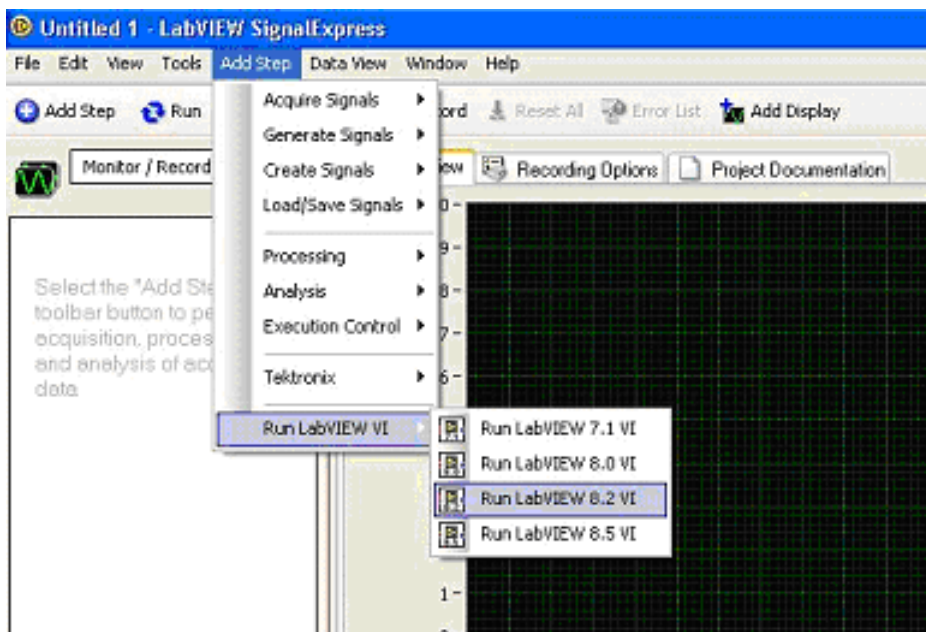 Untitled 1 - LabVIEW SignalExpress
File Edit View Tools Add Step Data View Window Help
Add Step Run ord Reset All Error List Add Display
Monitor / Record ew Recording Options Project Documentation
Acquire Signals
Generate Signals
Create Signals
Load/Save Signals
Processing
Analysis
Execution Control
Tektronix
Run LabVIEW VI
Run LabVIEW 7.1 VI
Run LabVIEW 8.0 VI
Run LabVIEW 8.2 VI
Run LabVIEW 8.5 VI
Select the "Add Ste
toolbar button to pe
acquisition, proces
and analysis of acc
data.
0
9
8
7
6
1